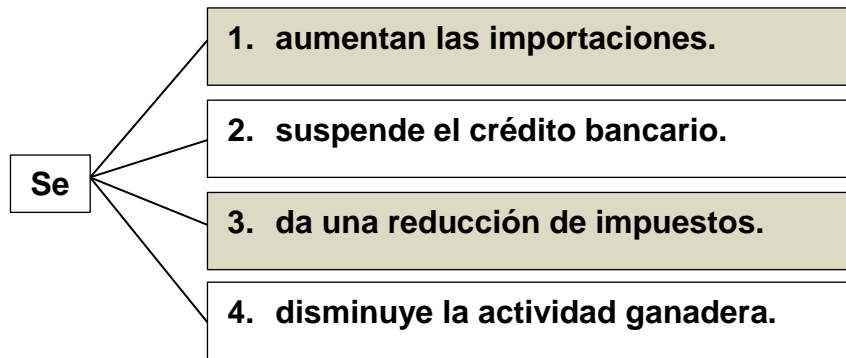 Se
1. aumentan las importaciones.
2. suspende el crédito bancario.
3. da una reducción de impuestos.
4. disminuye la actividad ganadera.